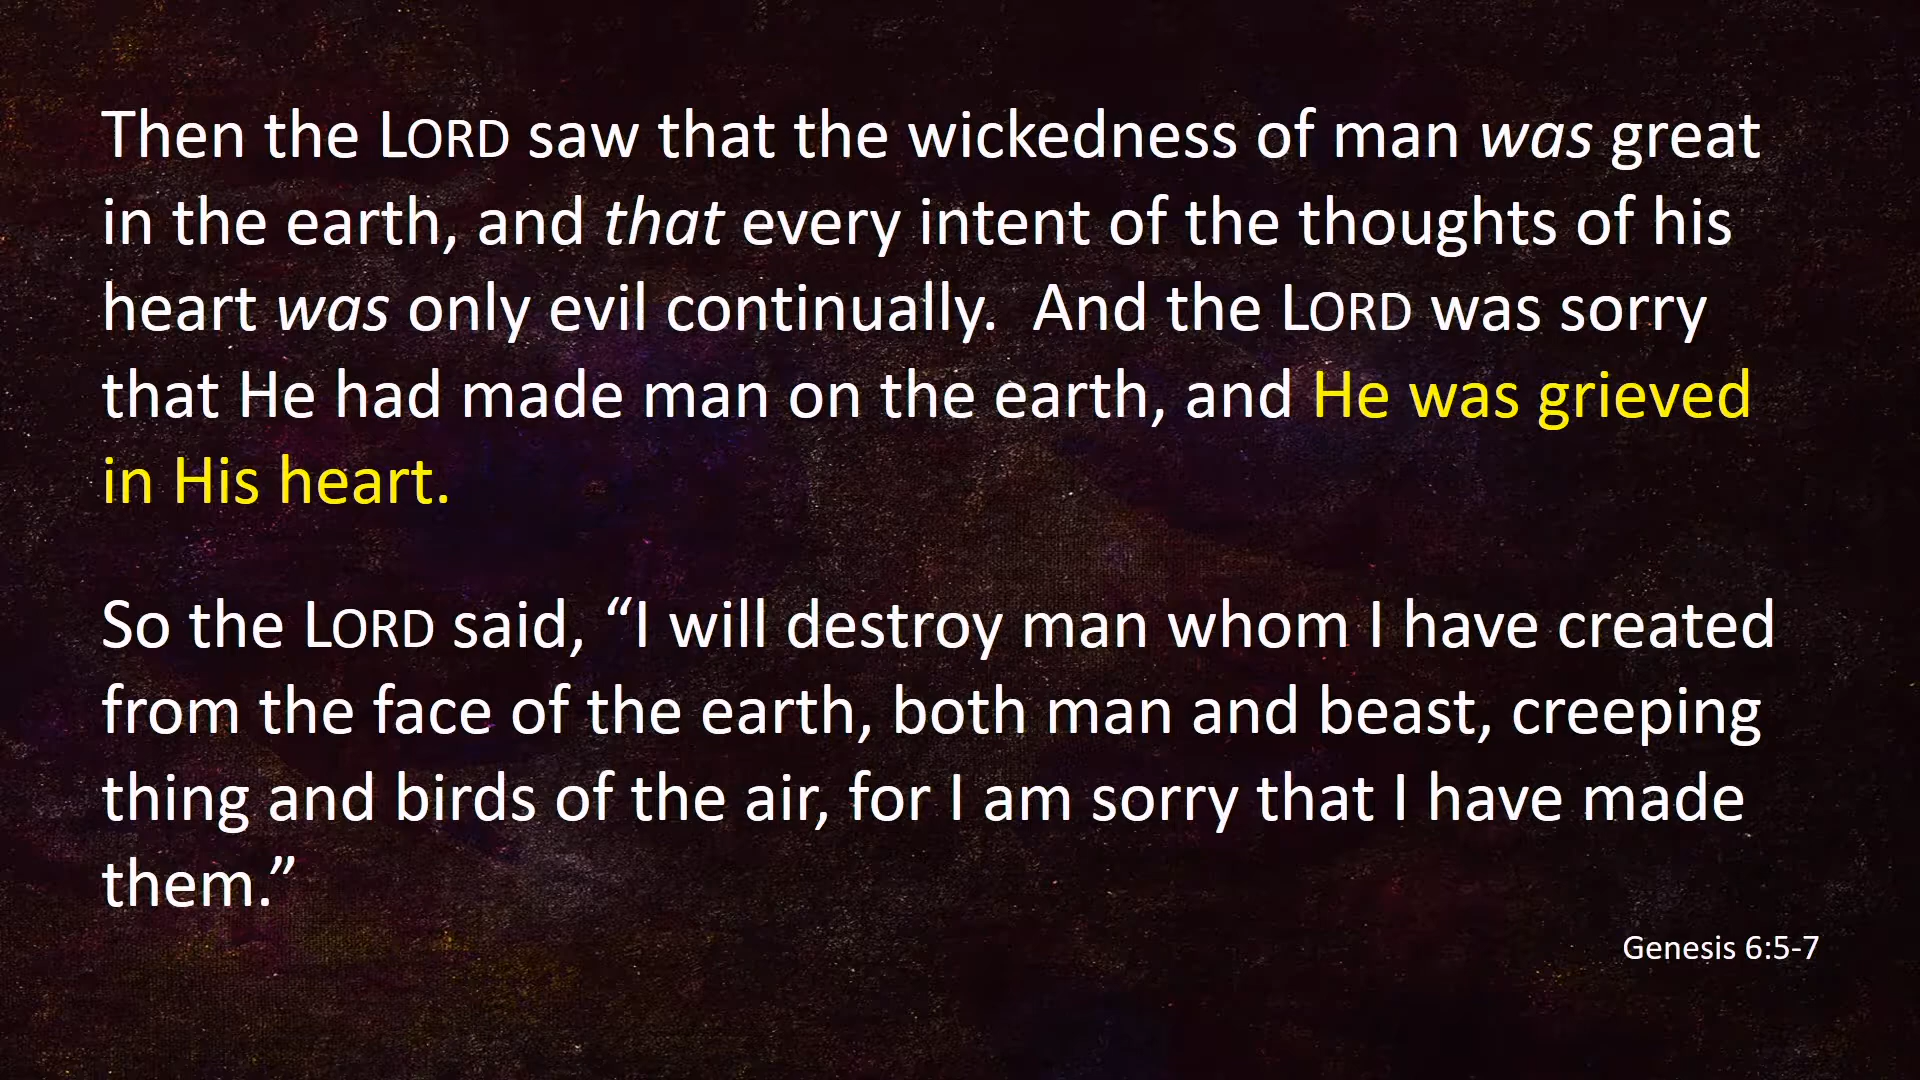 Then the LORD saw that the wickedness of man was great
in the earth, and that every intent of the thoughts of his
heart was only evil continually.  And the LORD was sorry
that He had made man on the earth, and He was grieved
in His heart.
So the LORD said, “I will destroy man whom I have created
from the face of the earth, both man and beast, creeping
thing and birds of the air, for I am sorry that I have made
them.”
Genesis 6:5-7